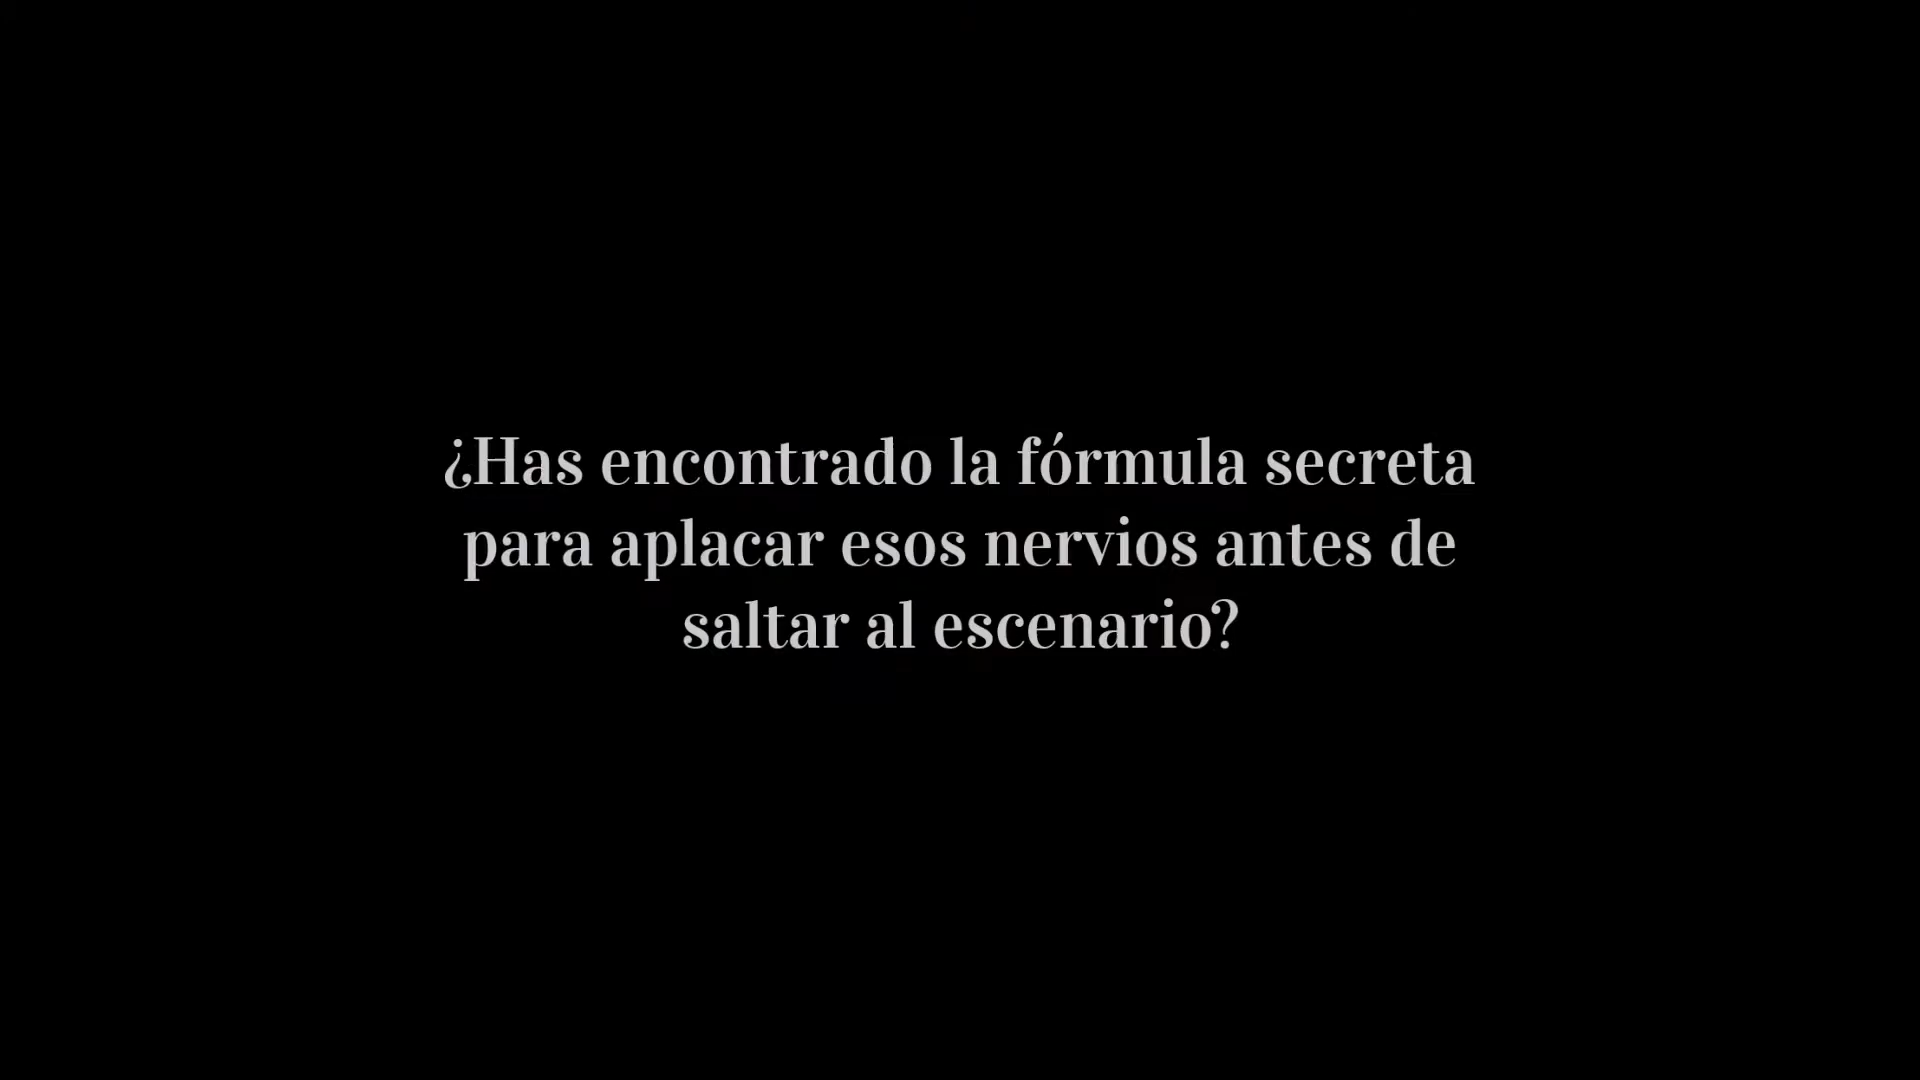 ¿Has encontrado la fórmula secreta
para aplacar esos nervios antes de
saltar al escenario?